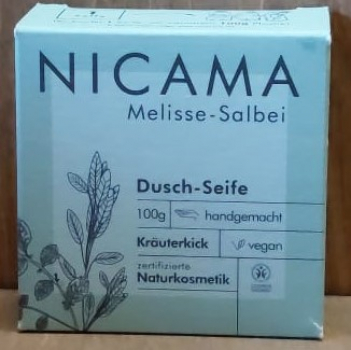 NICAMA
Melisse-Salbei
Dusch-Seife
100g handgemacht
Kräuterkick vegan
zertifizierte
Naturkosmetik